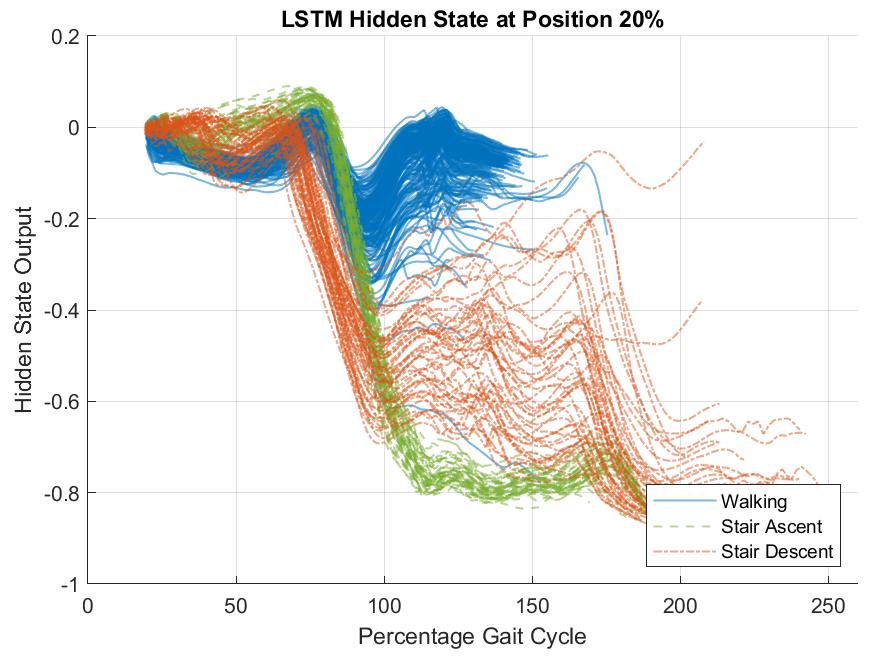 LSTM Hidden State at Position 20%
0.2
0
-0.2
-0.4
-0.6
-0.8
-1
Hidden State Output
0 50 100 150 200 250
Percentage Gait Cycle
Walking
Stair Ascent
Stair Descent